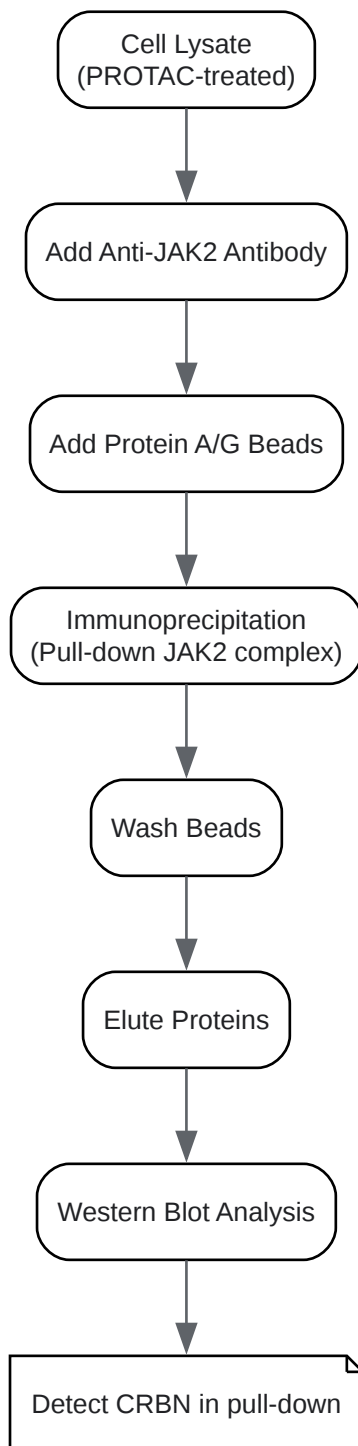 Cell Lysate
(PROTAC-treated)
Add Anti-JAK2 Antibody
Add Protein A/G Beads
Immunoprecipitation
(Pull-down JAK2 complex)
Wash Beads
Elute Proteins
Western Blot Analysis
Detect CRBN in pull-down